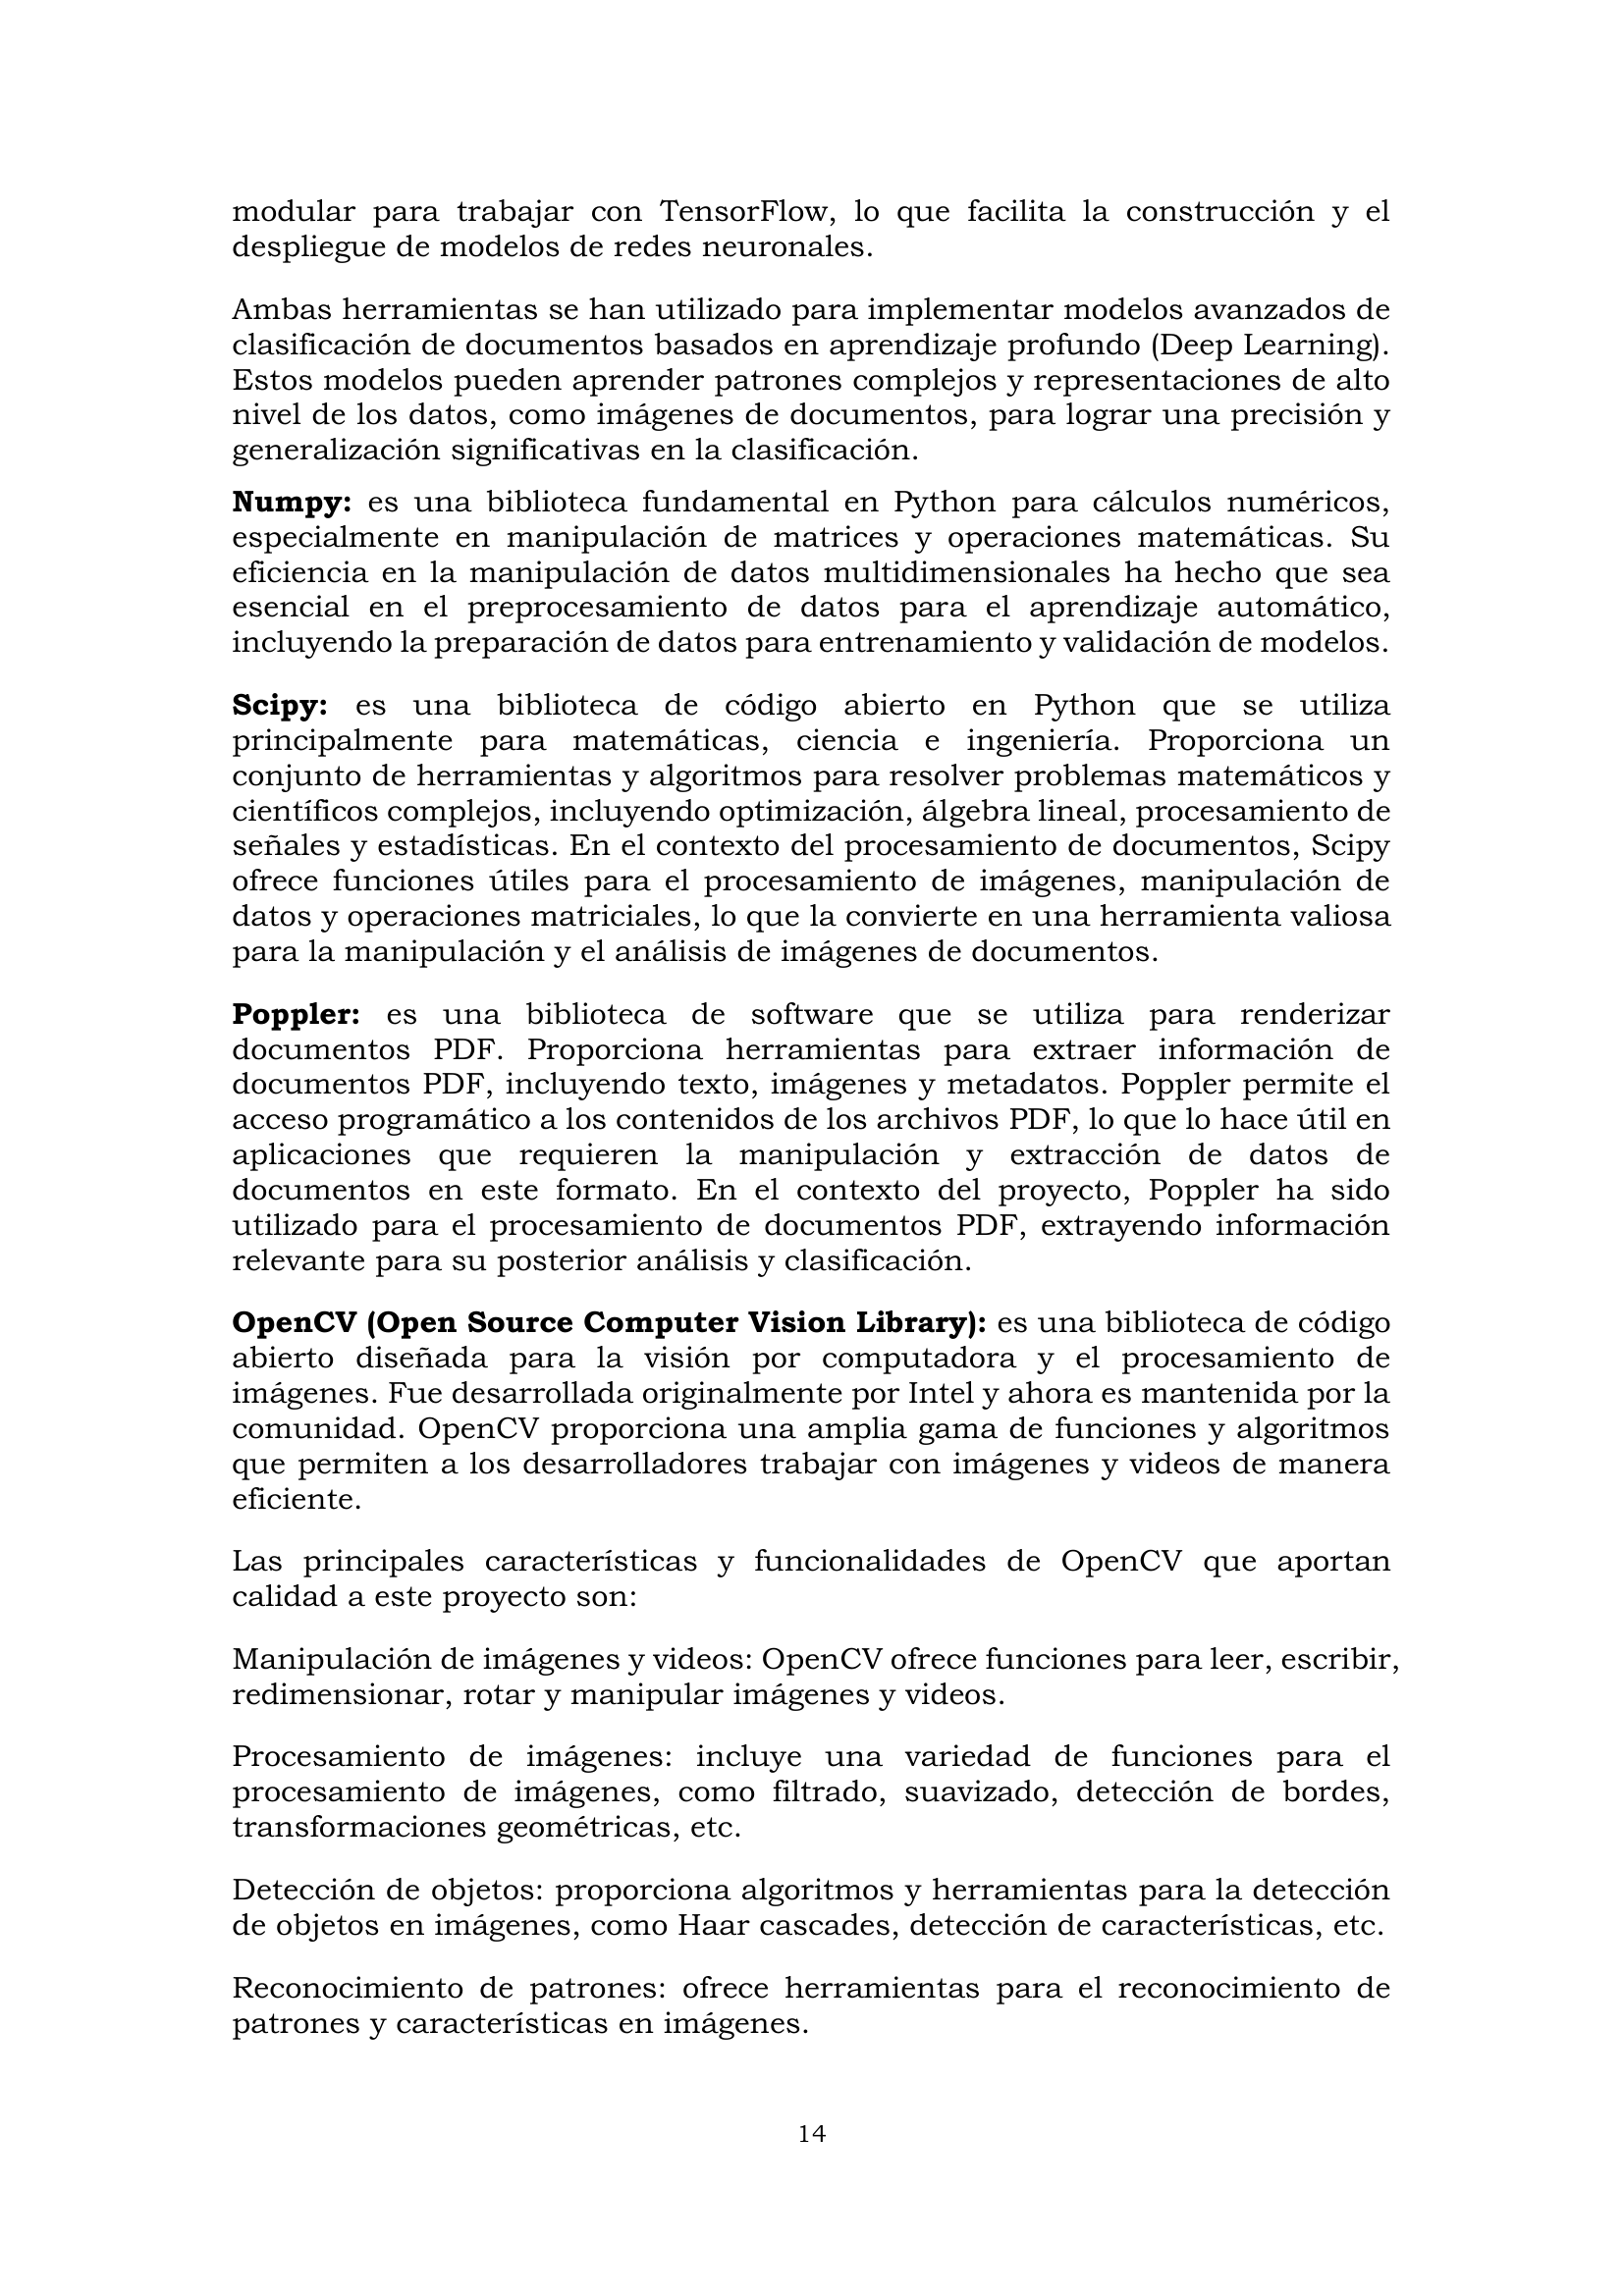 modular para trabajar con TensorFlow, lo que facilita la construcción y el
despliegue de modelos de redes neuronales.
Ambas herramientas se han utilizado para implementar modelos avanzados de
clasificación de documentos basados en aprendizaje profundo (Deep Learning).
Estos modelos pueden aprender patrones complejos y representaciones de alto
nivel de los datos, como imágenes de documentos, para lograr una precisión y
generalización significativas en la clasificación.
Numpy: es una biblioteca fundamental en Python para cálculos numéricos,
especialmente en manipulación de matrices y operaciones matemáticas. Su
eficiencia en la manipulación de datos multidimensionales ha hecho que sea
esencial en el preprocesamiento de datos para el aprendizaje automático,
incluyendo la preparación de datos para entrenamiento y validación de modelos.
Scipy: es una biblioteca de código abierto en Python que se utiliza
principalmente para matemáticas, ciencia e ingeniería. Proporciona un
conjunto de herramientas y algoritmos para resolver problemas matemáticos y
científicos complejos, incluyendo optimización, álgebra lineal, procesamiento de
señales y estadísticas. En el contexto del procesamiento de documentos, Scipy
ofrece funciones útiles para el procesamiento de imágenes, manipulación de
datos y operaciones matriciales, lo que la convierte en una herramienta valiosa
para la manipulación y el análisis de imágenes de documentos.
Poppler: es una biblioteca de software que se utiliza para renderizar
documentos PDF. Proporciona herramientas para extraer información de
documentos PDF, incluyendo texto, imágenes y metadatos. Poppler permite el
acceso programático a los contenidos de los archivos PDF, lo que lo hace útil en
aplicaciones que requieren la manipulación y extracción de datos de
documentos en este formato. En el contexto del proyecto, Poppler ha sido
utilizado para el procesamiento de documentos PDF, extrayendo información
relevante para su posterior análisis y clasificación.
OpenCV (Open Source Computer Vision Library): es una biblioteca de código
abierto diseñada para la visión por computadora y el procesamiento de
imágenes. Fue desarrollada originalmente por Intel y ahora es mantenida por la
comunidad. OpenCV proporciona una amplia gama de funciones y algoritmos
que permiten a los desarrolladores trabajar con imágenes y videos de manera
eficiente.
Las principales características y funcionalidades de OpenCV que aportan
calidad a este proyecto son:
Manipulación de imágenes y videos: OpenCV ofrece funciones para leer, escribir,
redimensionar, rotar y manipular imágenes y videos.
Procesamiento de imágenes: incluye una variedad de funciones para el
procesamiento de imágenes, como filtrado, suavizado, detección de bordes,
transformaciones geométricas, etc.
Detección de objetos: proporciona algoritmos y herramientas para la detección
de objetos en imágenes, como Haar cascades, detección de características, etc.
Reconocimiento de patrones: ofrece herramientas para el reconocimiento de
patrones y características en imágenes.
14